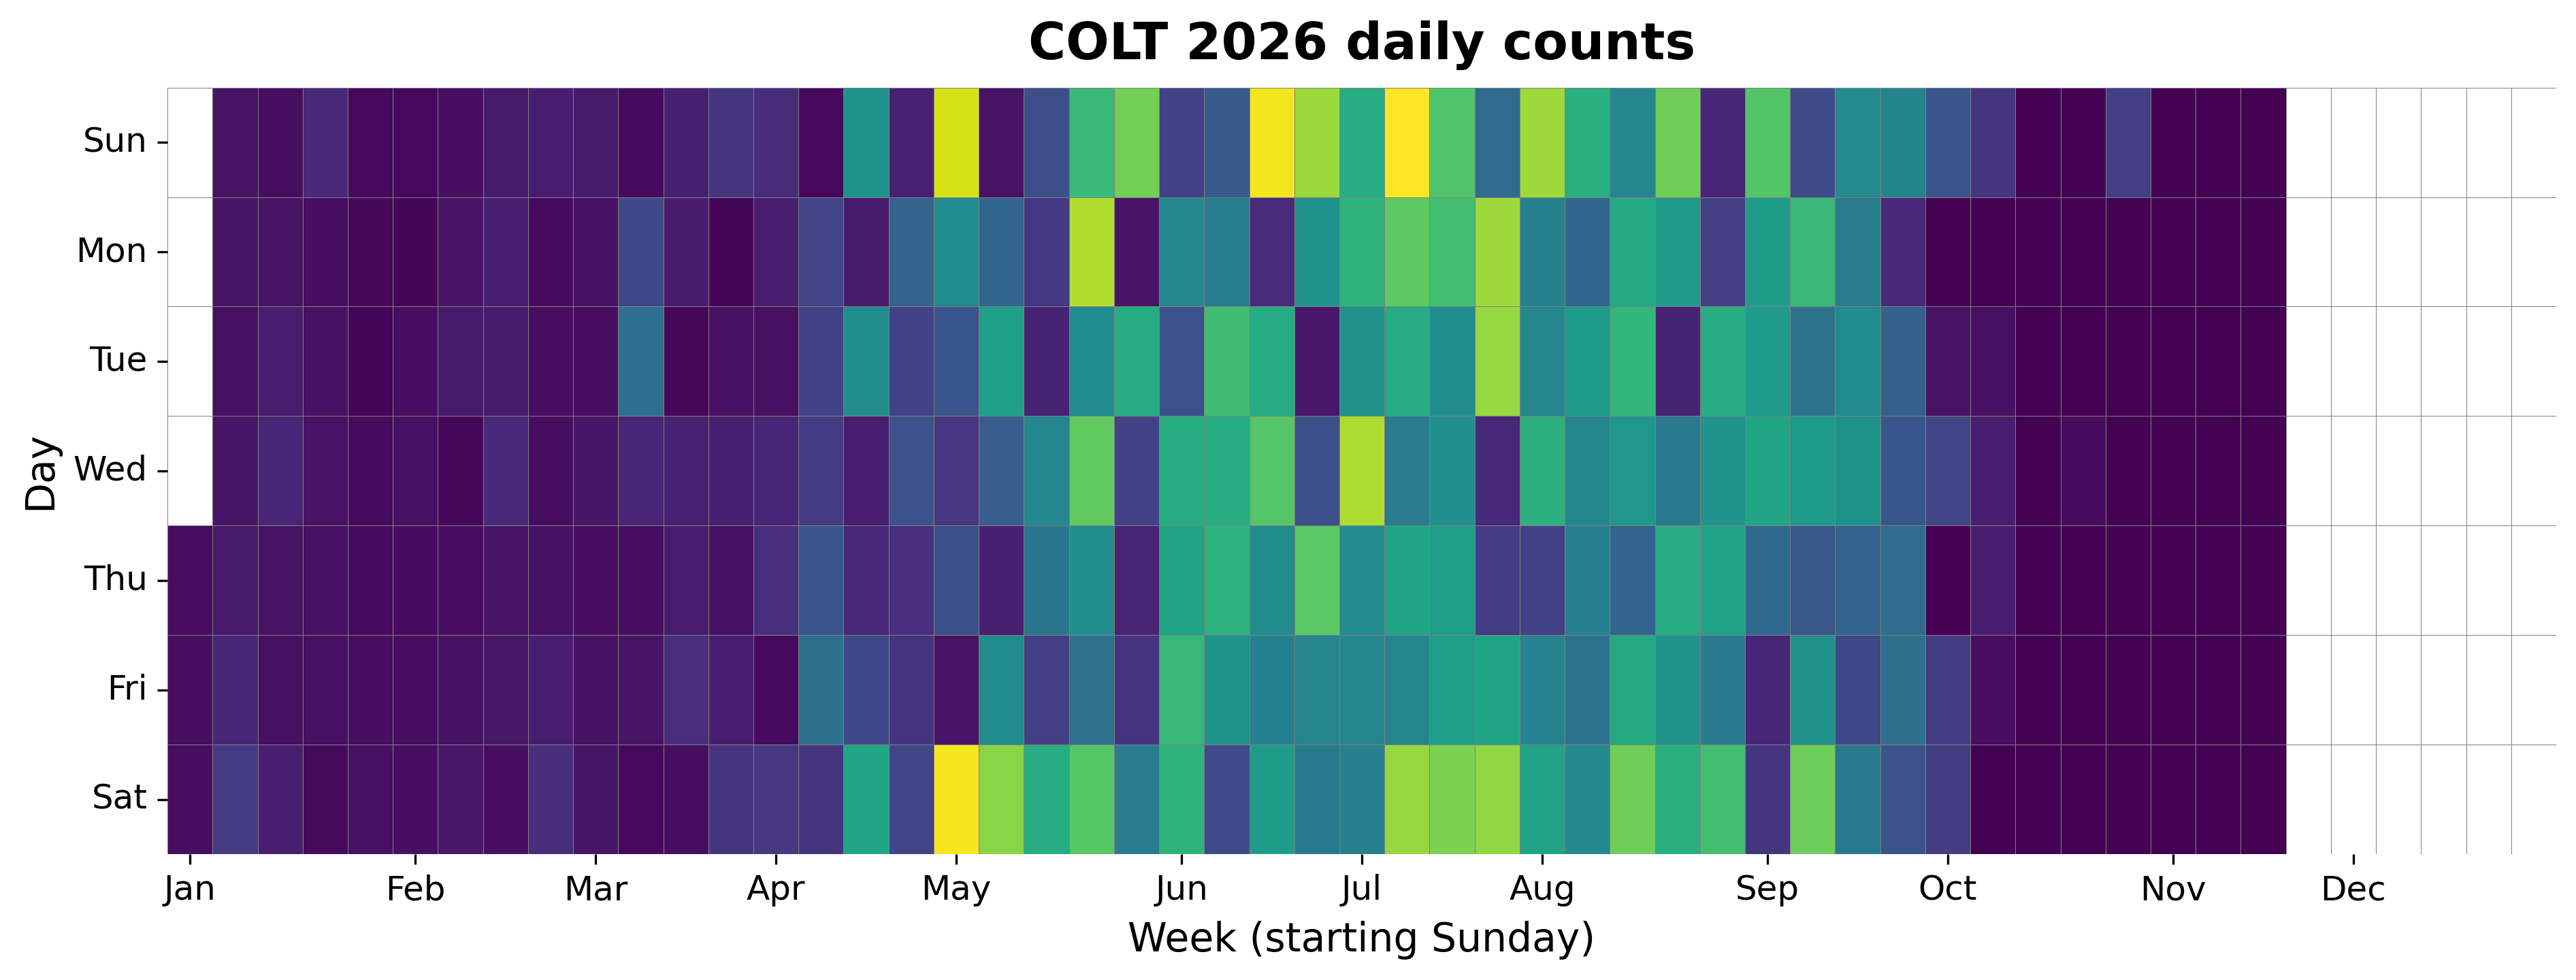 COLT 2026 daily counts
Day
Sun
Mon
Tue
Wed
Thu
Fri
Sat
Jan Feb Mar Apr May Jun Jul Aug Sep Oct Nov Dec
Week (starting Sunday)